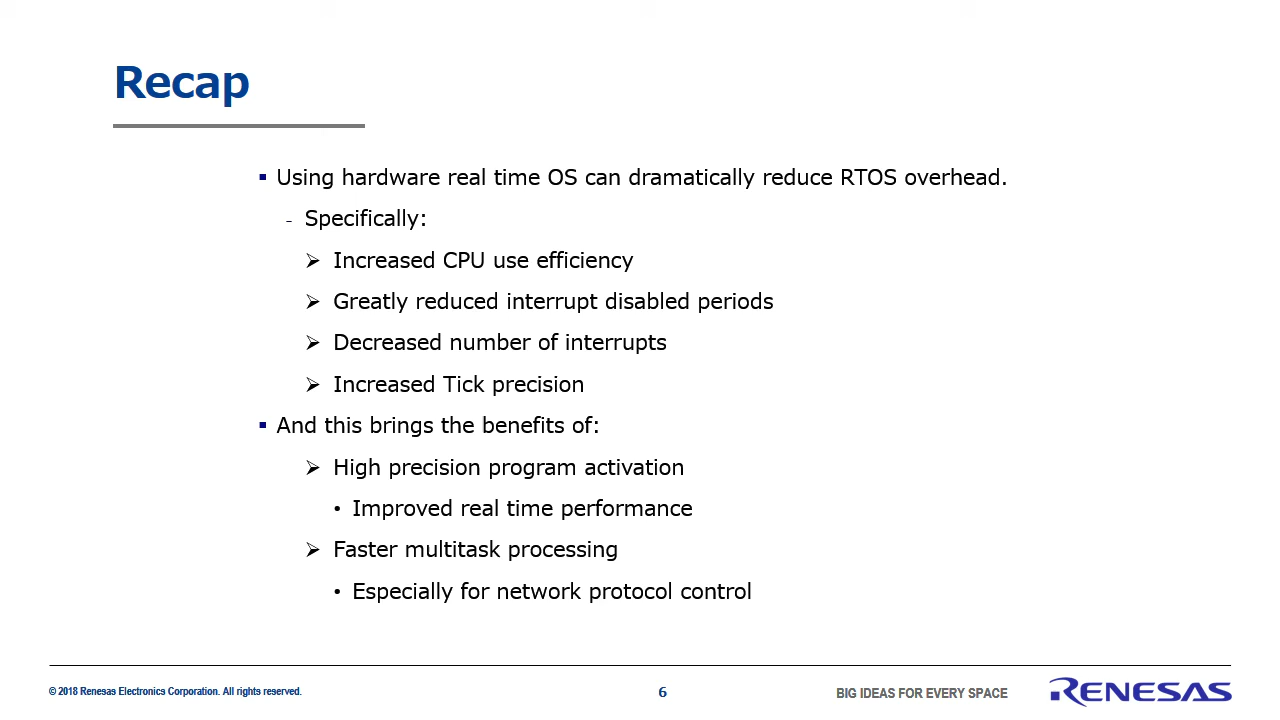 Recap
▪ Using hardware real time OS can dramatically reduce RTOS overhead.
- Specifically:
➢ Increased CPU use efficiency
➢ Greatly reduced interrupt disabled periods
➢ Decreased number of interrupts
➢ Increased Tick precision
▪ And this brings the benefits of:
➢ High precision program activation
• Improved real time performance
➢ Faster multitask processing
• Especially for network protocol control
© 2018 Renesas Electronics Corporation. All rights reserved.
6
BIG IDEAS FOR EVERY SPACE
RENESAS